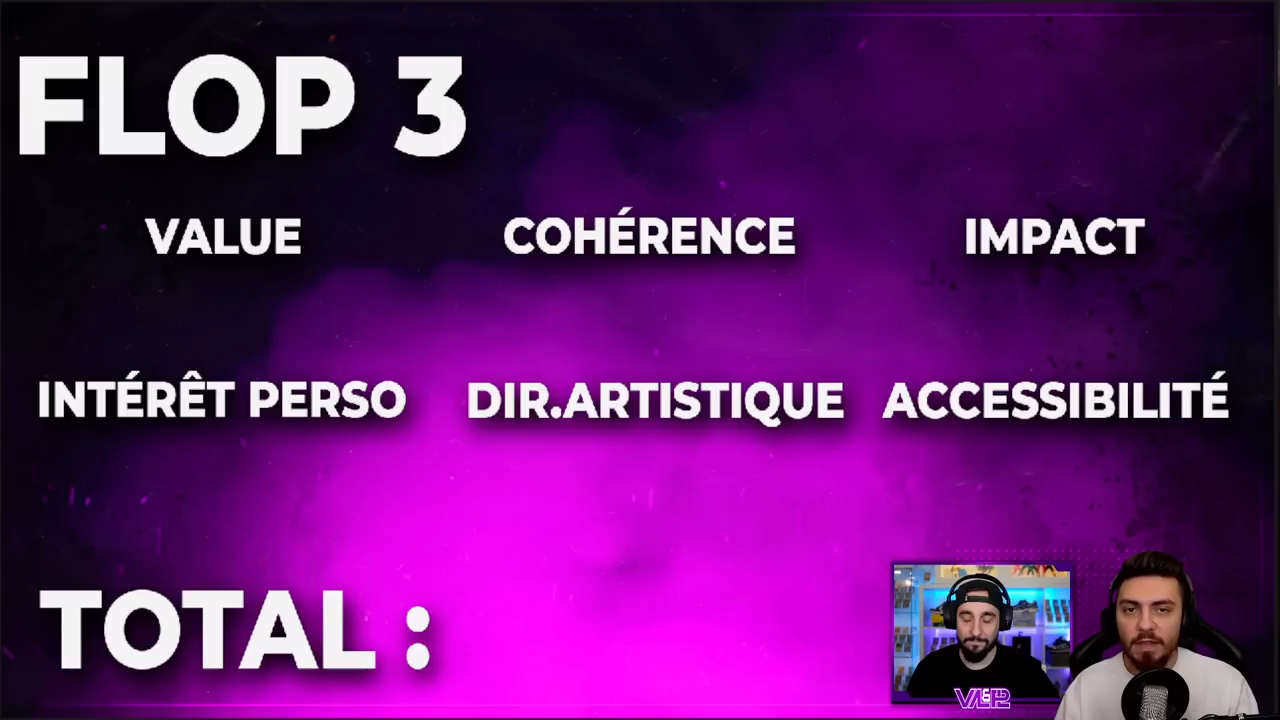 FLOP 3
VALUE COHÉRENCE IMPACT
INTÉRÊT PERSO DIR.ARTISTIQUE ACCESSIBILITÉ
TOTAL :